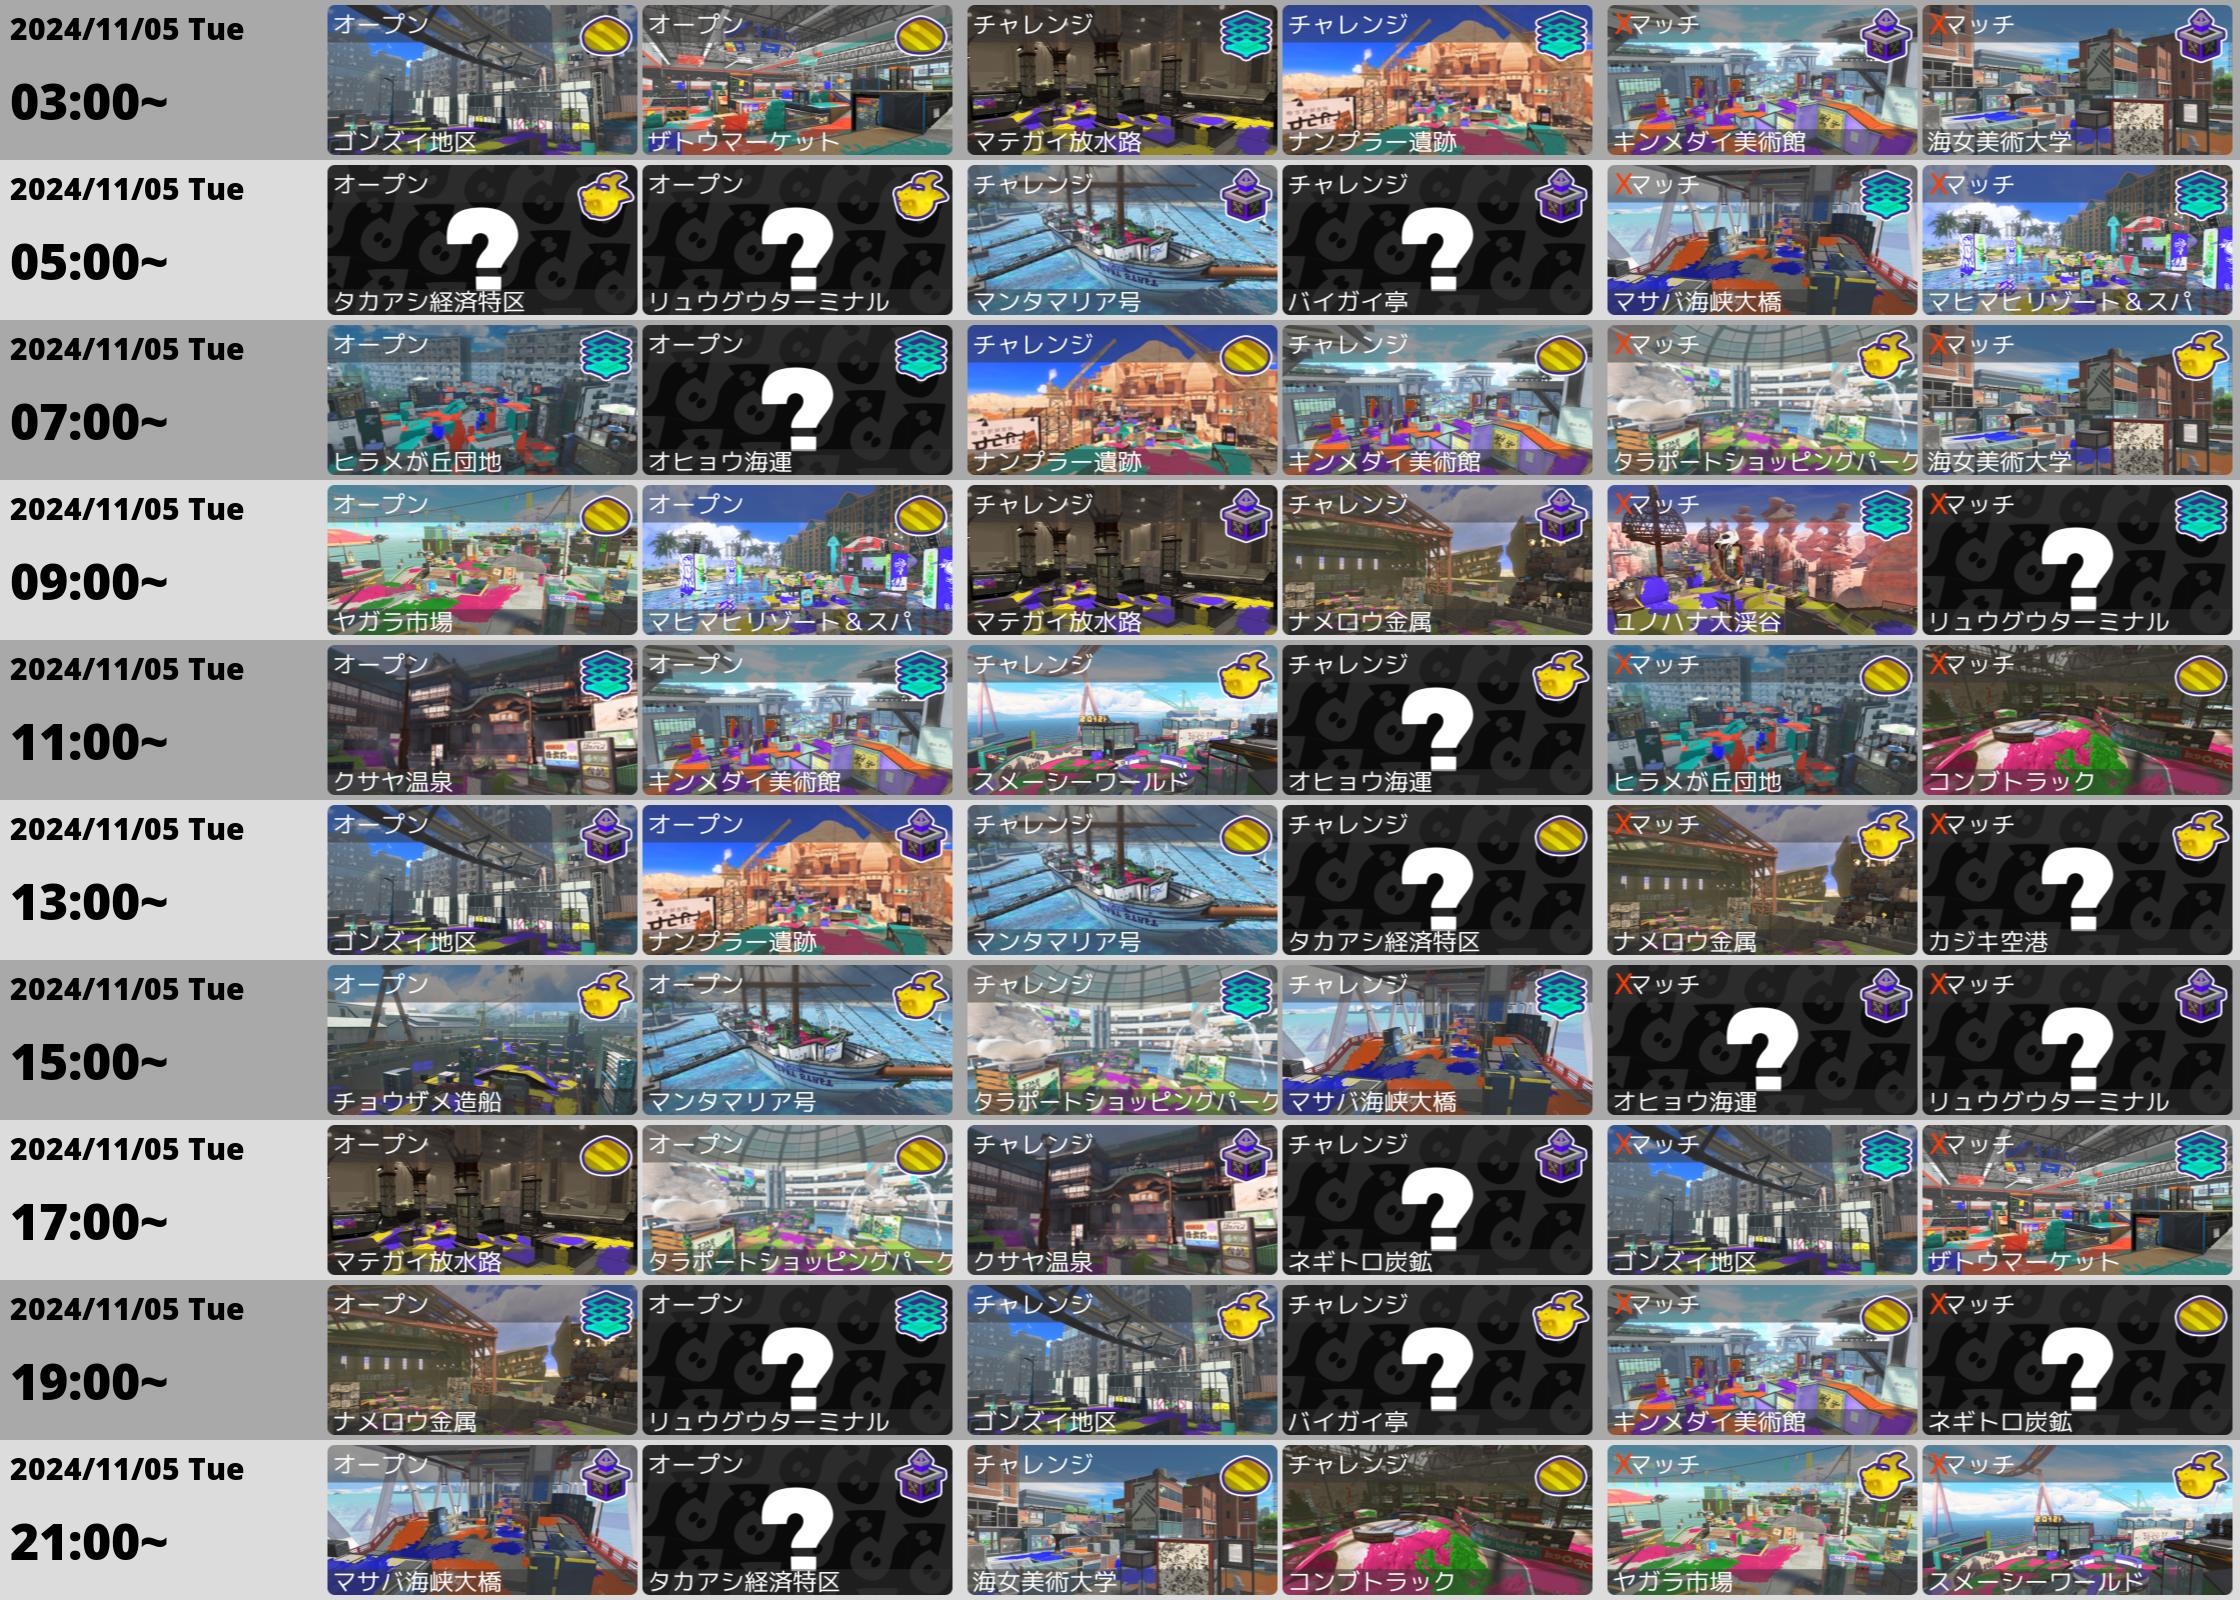 2024/11/05 Tue
03:00~
オープン
ゴンズイ地区
オープン
ザトウマーケット
チャレンジ
マテガイ放水路
チャレンジ
ナンプラー遺跡
Xマッチ
キンメダイ美術館
Xマッチ
海女美術大学
2024/11/05 Tue
05:00~
オープン
タカアシ経済特区
オープン
リュウグウターミナル
チャレンジ
マンタマリア号
チャレンジ
バイガイ亭
Xマッチ
マサバ海峡大橋
Xマッチ
マヒマヒリゾート&スパ
2024/11/05 Tue
07:00~
オープン
ヒラメが丘団地
オープン
オヒョウ海運
チャレンジ
ナンプラー遺跡
チャレンジ
キンメダイ美術館
Xマッチ
タラポートショッピングパーク
Xマッチ
海女美術大学
2024/11/05 Tue
09:00~
オープン
ヤガラ市場
オープン
マヒマヒリゾート&スパ
チャレンジ
マテガイ放水路
チャレンジ
ナメロウ金属
Xマッチ
ユノハナ大渓谷
Xマッチ
リュウグウターミナル
2024/11/05 Tue
11:00~
オープン
クサヤ温泉
オープン
キンメダイ美術館
チャレンジ
スメーシーワールド
チャレンジ
オヒョウ海運
Xマッチ
ヒラメが丘団地
Xマッチ
コンブトラック
2024/11/05 Tue
13:00~
オープン
ゴンズイ地区
オープン
ナンプラー遺跡
チャレンジ
マンタマリア号
チャレンジ
タカアシ経済特区
Xマッチ
ナメロウ金属
Xマッチ
カジキ空港
2024/11/05 Tue
15:00~
オープン
チョウザメ造船
オープン
マンタマリア号
チャレンジ
タラポートショッピングパーク
チャレンジ
マサバ海峡大橋
Xマッチ
オヒョウ海運
Xマッチ
リュウグウターミナル
2024/11/05 Tue
17:00~
オープン
マテガイ放水路
オープン
タラポートショッピングパーク
チャレンジ
クサヤ温泉
チャレンジ
ネギトロ炭鉱
Xマッチ
ゴンズイ地区
Xマッチ
ザトウマーケット
2024/11/05 Tue
19:00~
オープン
ナメロウ金属
オープン
リュウグウターミナル
チャレンジ
ゴンズイ地区
チャレンジ
バイガイ亭
Xマッチ
キンメダイ美術館
Xマッチ
ネギトロ炭鉱
2024/11/05 Tue
21:00~
オープン
マサバ海峡大橋
オープン
タカアシ経済特区
チャレンジ
海女美術大学
チャレンジ
コンブトラック
Xマッチ
ヤガラ市場
Xマッチ
スメーシーワールド